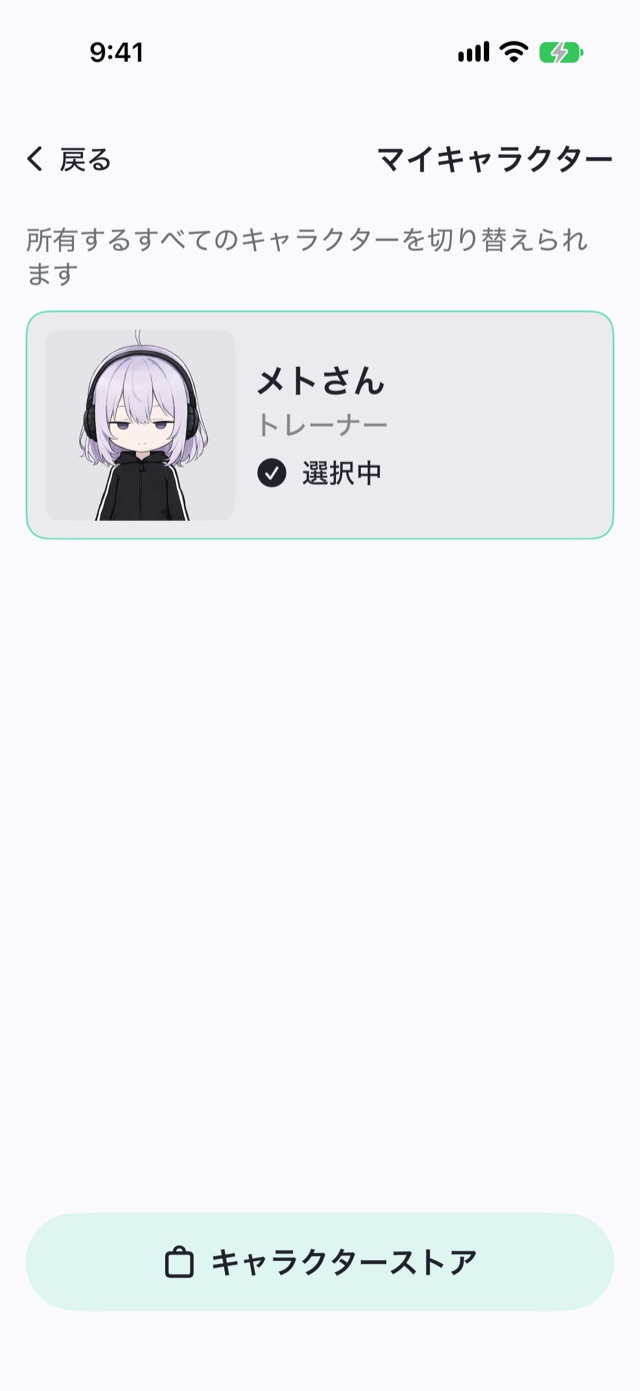 9:41
戻る
マイキャラクター
所有するすべてのキャラクターを切り替えられ
ます
メトさん
トレーナー
選択中
キャラクターストア